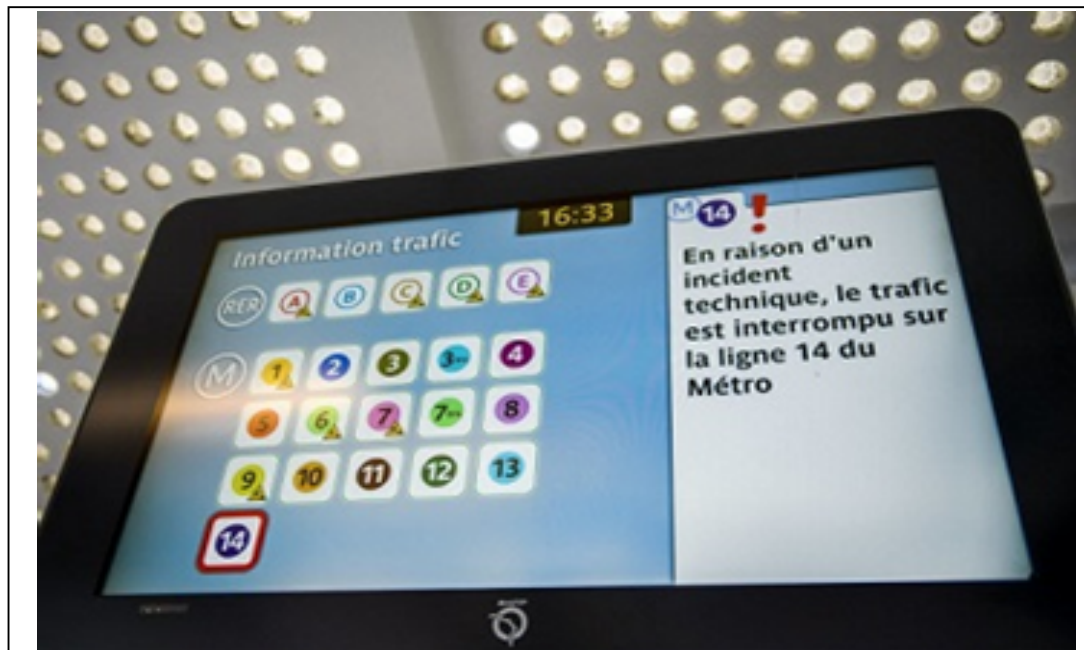 16:33
Information trafic
RER A B C D E
M 1 2 3 3bis 4
5 6 7 7bis 8
9 10 11 12 13
14
M 14 !
En raison d'un
incident
technique, le trafic
est interrompu sur
la ligne 14 du
Métro